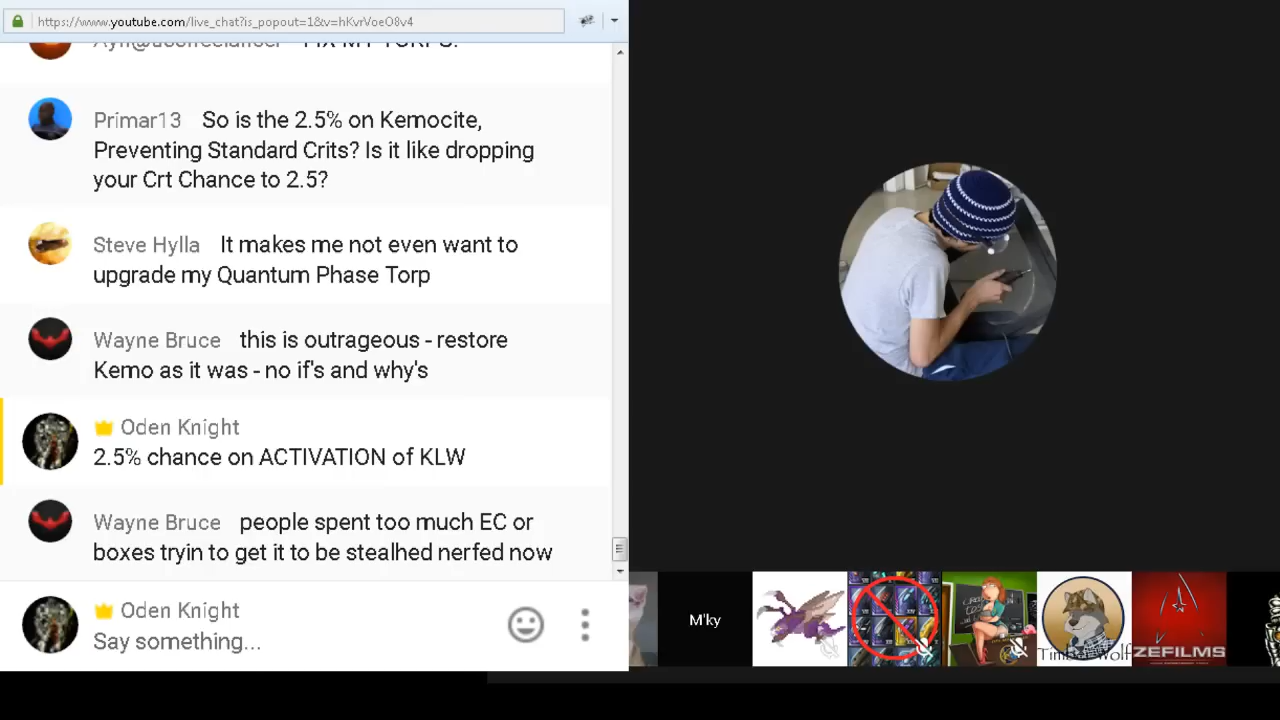 https://www.youtube.com/live_chat?is_popout=1&v=hKvrVoeO8v4
Primar13 So is the 2.5% on Kemocite,
Preventing Standard Crits? Is it like dropping
your Crt Chance to 2.5?
Steve Hylla It makes me not even want to
upgrade my Quantum Phase Torp
Wayne Bruce this is outrageous - restore
Kemo as it was - no if's and why's
Oden Knight
2.5% chance on ACTIVATION of KLW
Wayne Bruce people spent too much EC or
boxes tryin to get it to be stealhed nerfed now
Oden Knight
Say something...
M'ky
ZEFILMS